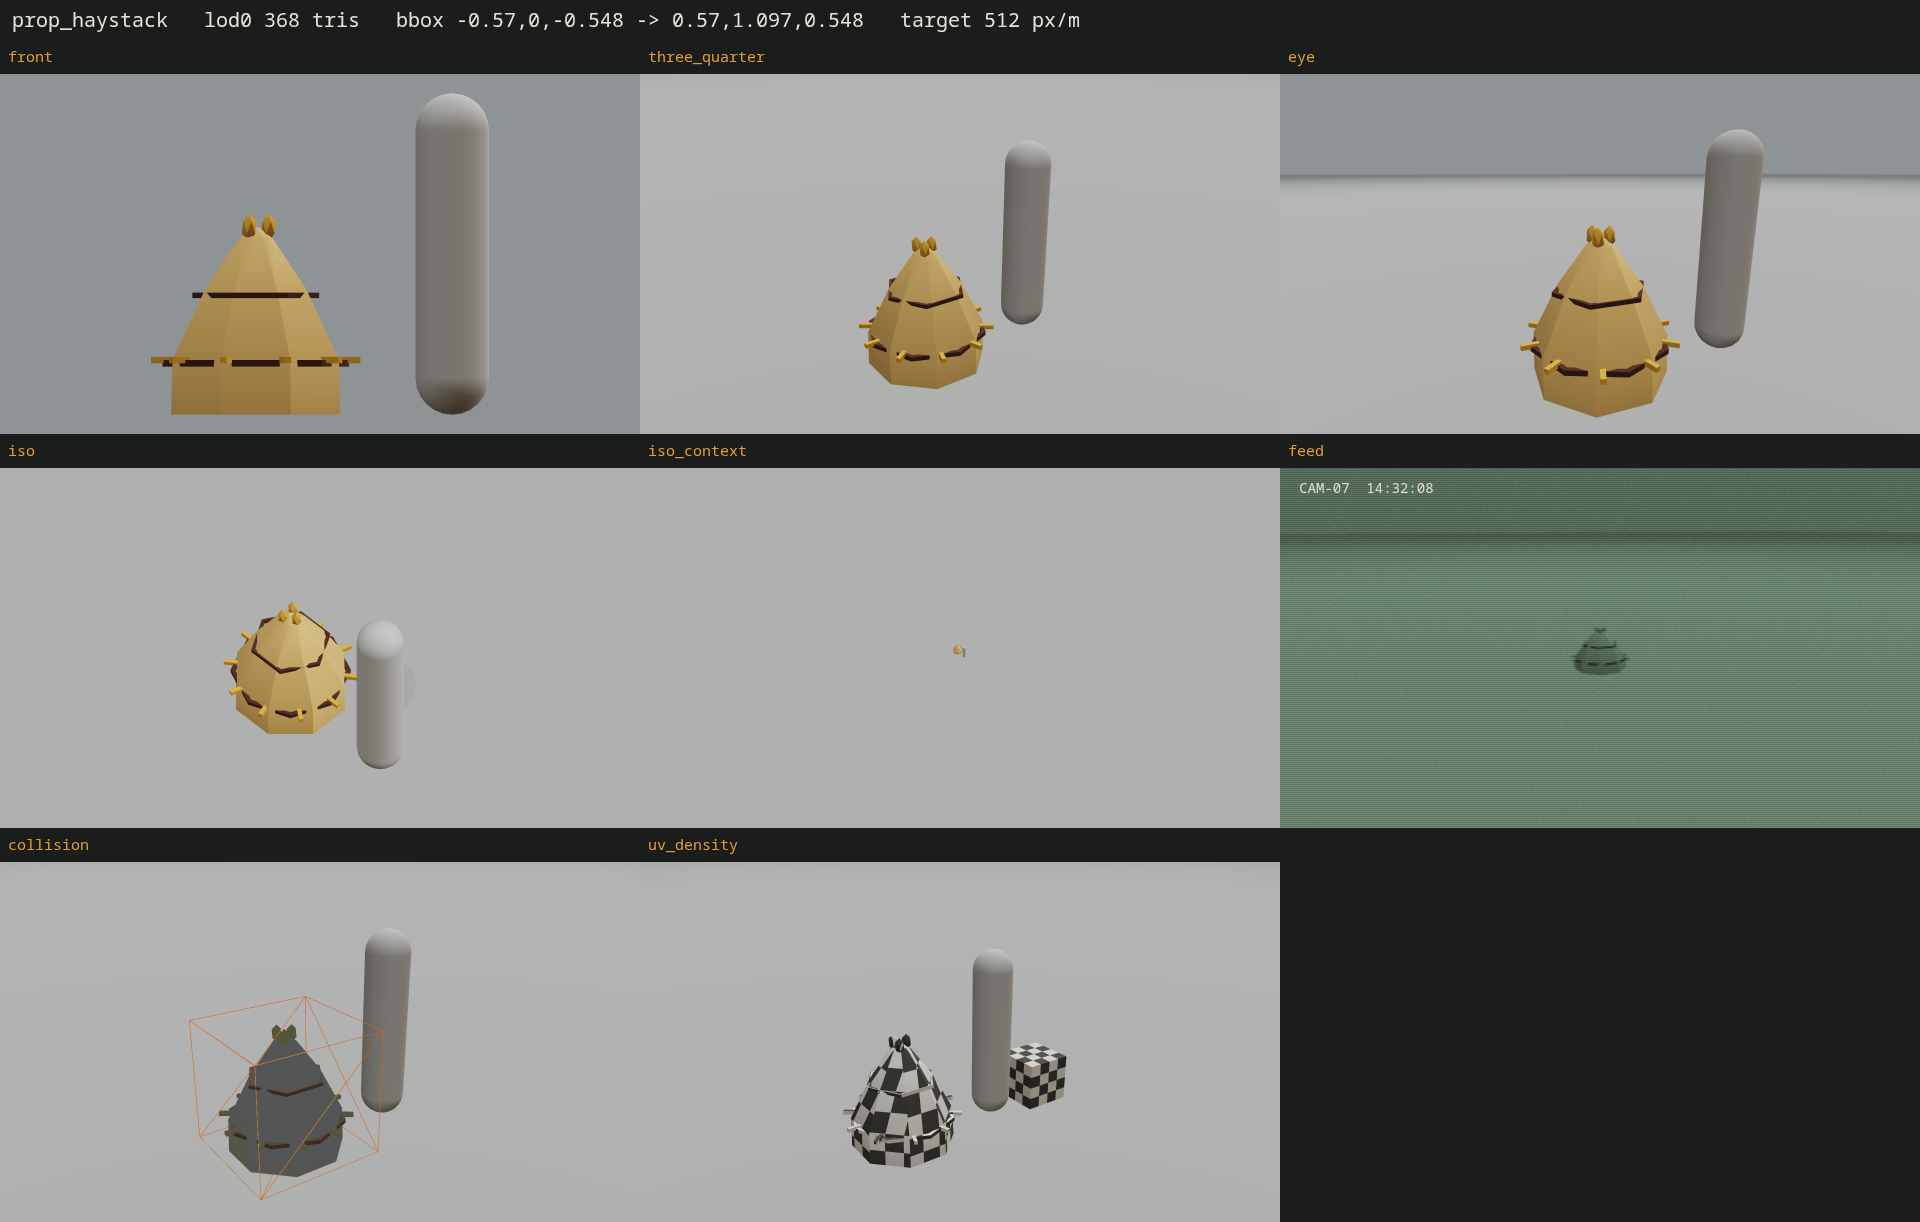 prop_haystack lod0 368 tris bbox -0.57,0,-0.548 -> 0.57,1.097,0.548 target 512 px/m
front three_quarter eye
iso iso_context feed
CAM-07 14:32:08
collision uv_density